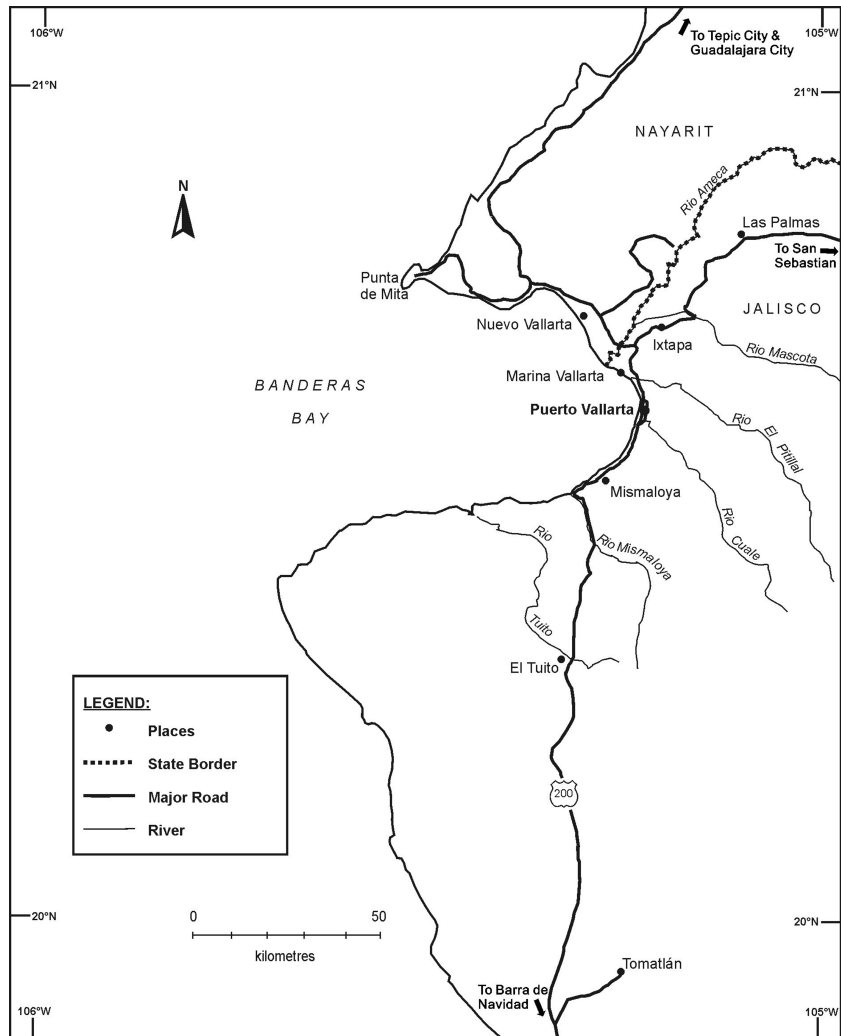 106°W
105°W
To Tepic City &
Guadalajara City
21°N
21°N
NAYARIT
N
Rio Ameca
Las Palmas
To San
Sebastian
Punta
de Mita
JALISCO
Nuevo Vallarta
Ixtapa
Rio Mascota
Marina Vallarta
BANDERAS
BAY
Puerto Vallarta
Rio El Pitillal
Mismaloya
Rio Cuale
Rio Mismaloya
Rio Tuito
El Tuito
LEGEND:
Places
State Border
Major Road
River
200
0 50
kilometres
20°N
20°N
Tomatlán
To Barra de
Navidad
106°W
105°W